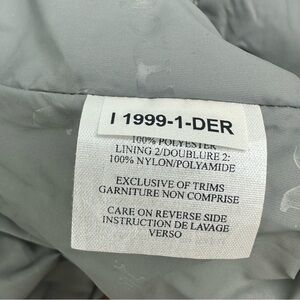 I 1999-1-DER
100% POLYESTER
LINING 2/DOUBLURE 2:
100% NYLON/POLYAMIDE
EXCLUSIVE OF TRIMS
GARNITURE NON COMPRISE
CARE ON REVERSE SIDE
INSTRUCTION DE LAVAGE
VERSO